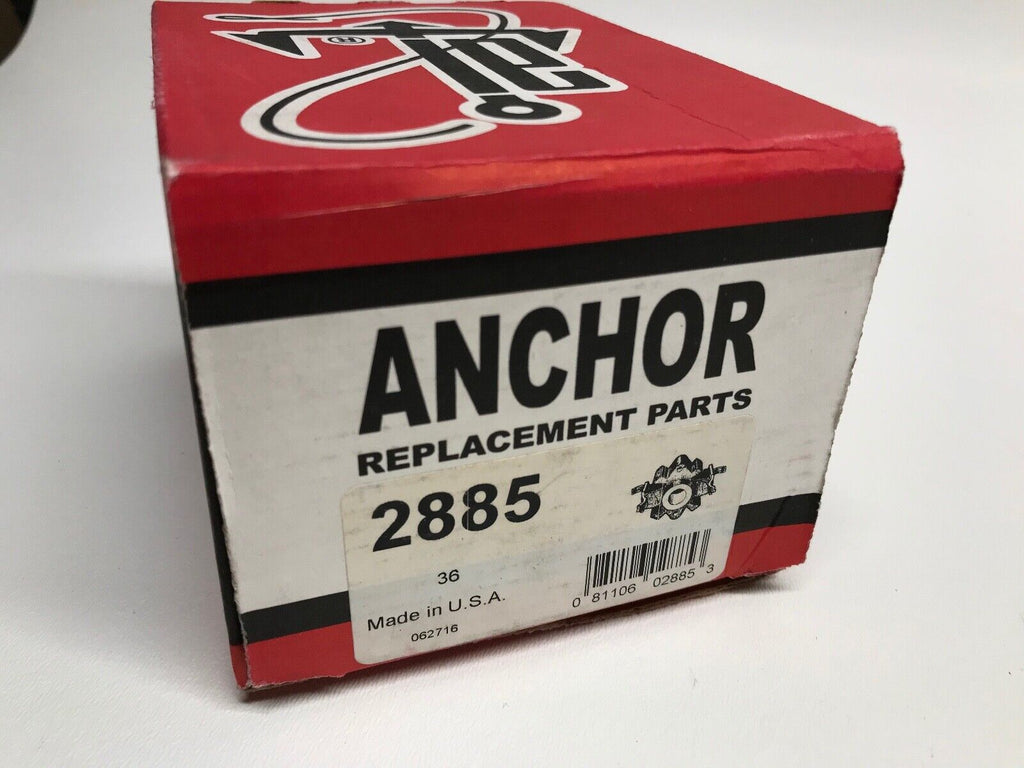 ANCHOR
REPLACEMENT PARTS
2885
36
Made in U.S.A.
062716
0 81106 02885 3